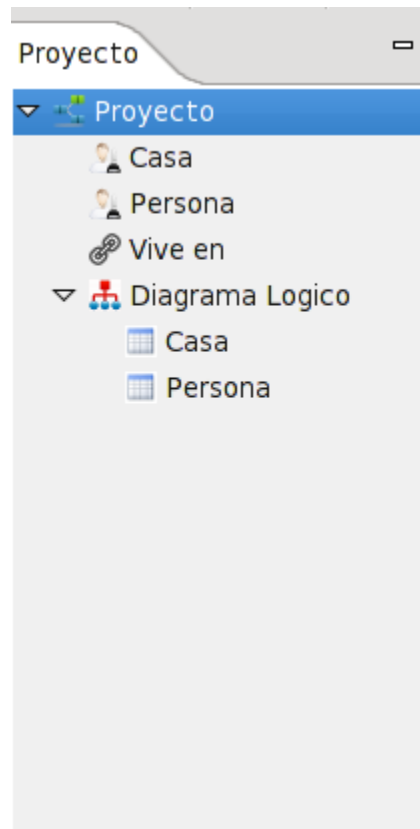 Proyecto
Proyecto
Casa
Persona
Vive en
Diagrama Logico
Casa
Persona